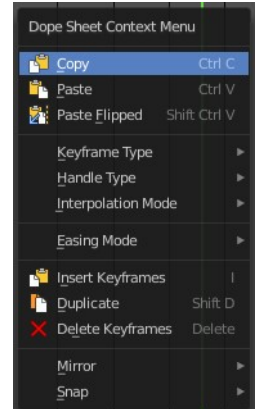 Dope Sheet Context Menu
Copy Ctrl C
Paste Ctrl V
Paste Flipped Shift Ctrl V
Keyframe Type
Handle Type
Interpolation Mode
Easing Mode
Insert Keyframes I
Duplicate Shift D
Delete Keyframes Delete
Mirror
Snap